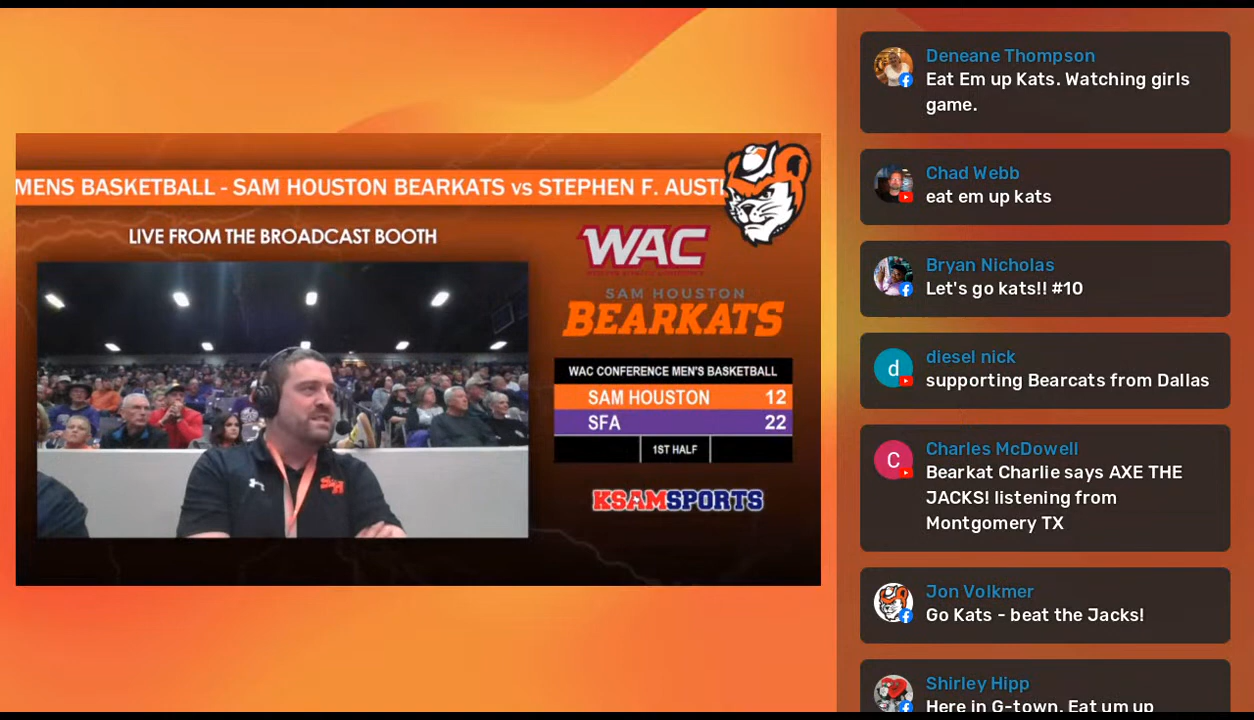 MENS BASKETBALL - SAM HOUSTON BEARKATS vs STEPHEN F. AUSTI
LIVE FROM THE BROADCAST BOOTH
WAC
SAM HOUSTON
BEARKATS
WAC CONFERENCE MEN'S BASKETBALL
SAM HOUSTON 12
SFA 22
1ST HALF
KSAMSPORTS
SH
Deneane Thompson
Eat Em up Kats. Watching girls
game.
Chad Webb
eat em up kats
Bryan Nicholas
Let's go kats!! #10
d
diesel nick
supporting Bearcats from Dallas
C
Charles McDowell
Bearkat Charlie says AXE THE
JACKS! listening from
Montgomery TX
Jon Volkmer
Go Kats - beat the Jacks!
Shirley Hipp
Here in G-town. Eat um up